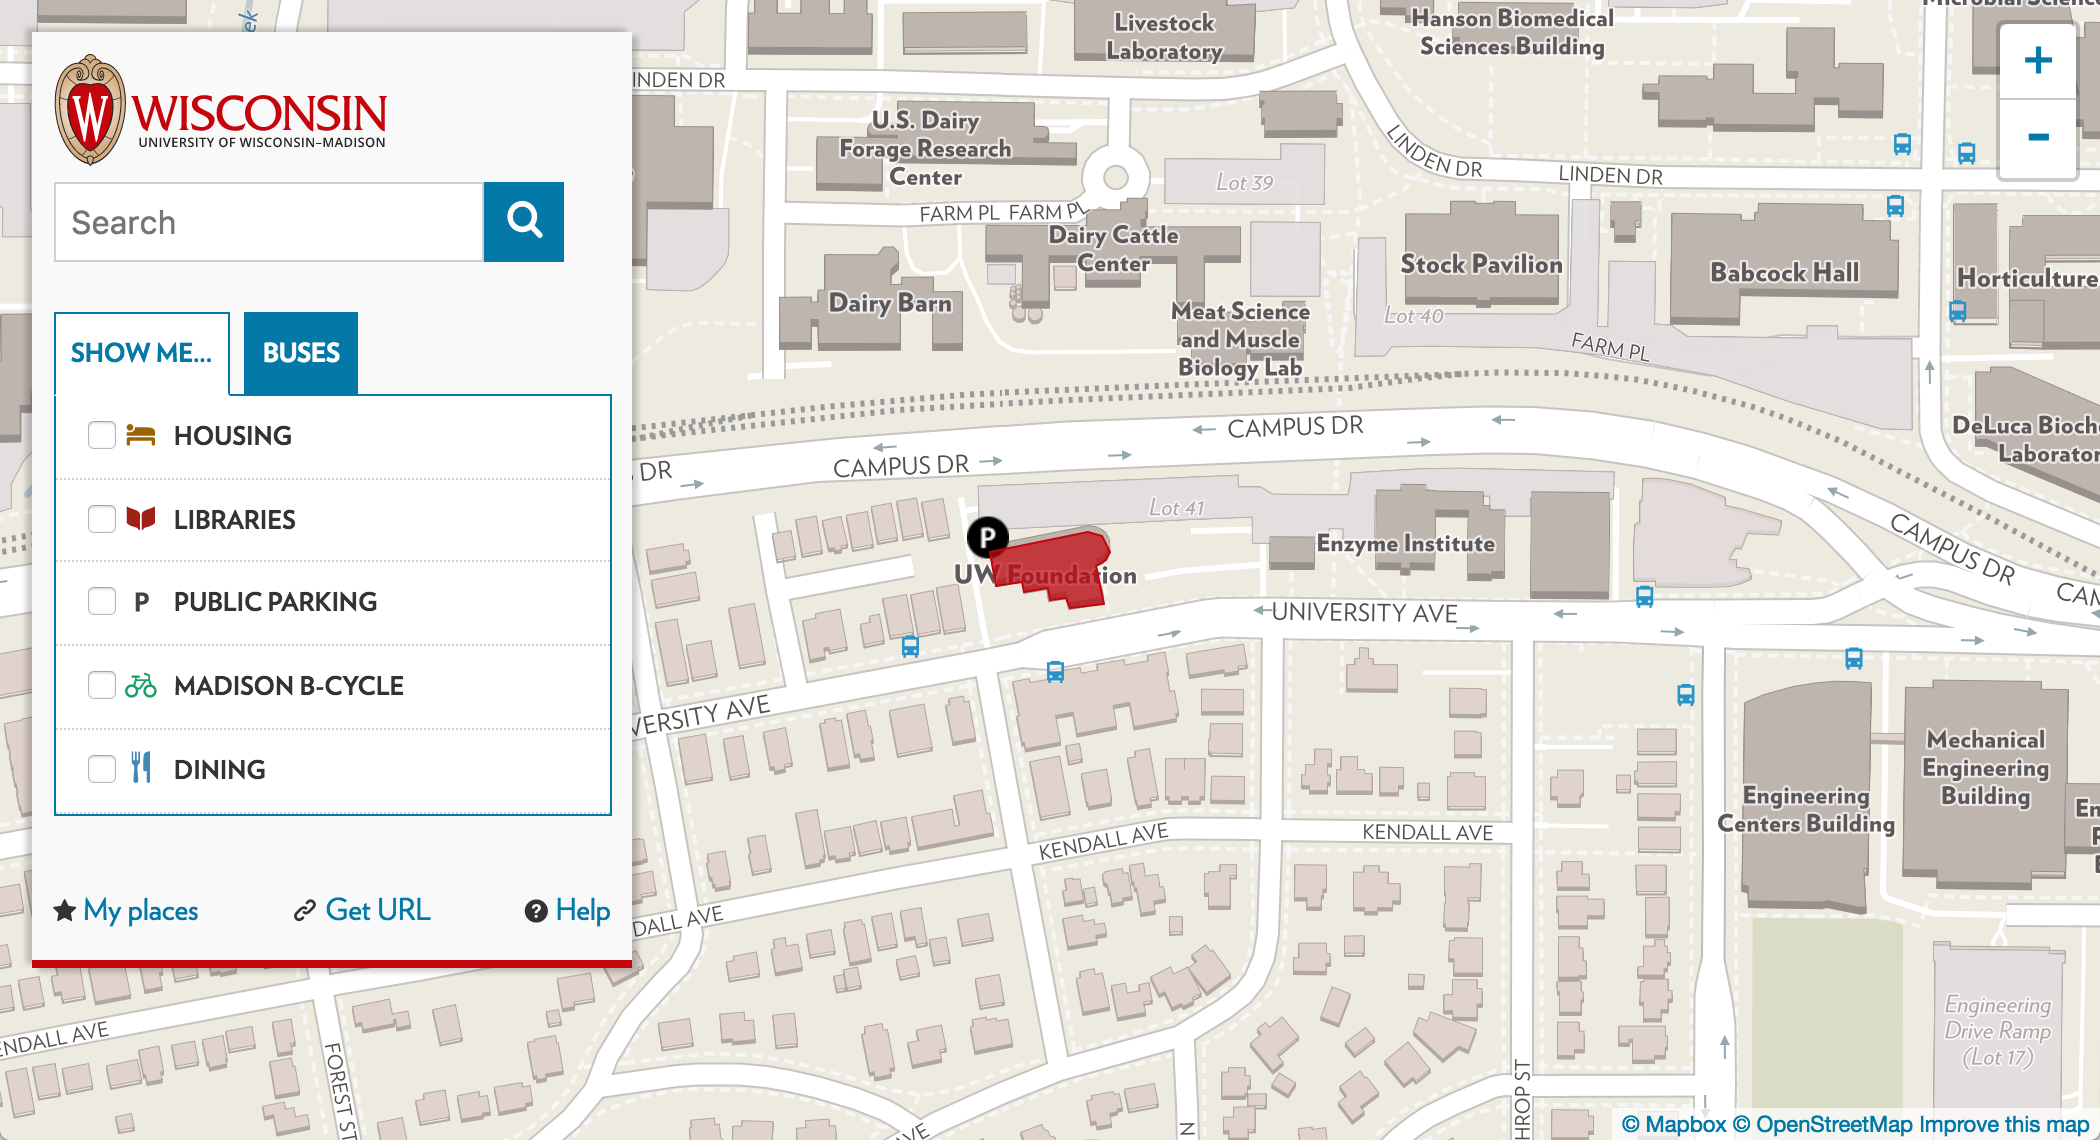 WISCONSIN
UNIVERSITY OF WISCONSIN–MADISON
Search
SHOW ME...
BUSES
HOUSING
LIBRARIES
P
PUBLIC PARKING
MADISON B-CYCLE
DINING
My places
Get URL
Help
Livestock
Laboratory
Hanson Biomedical
Sciences Building
+
-
INDEN DR
U.S. Dairy
Forage Research
Center
LINDEN DR
LINDEN DR
Lot 39
FARM PL
FARM PL
Dairy Cattle
Center
Stock Pavilion
Babcock Hall
Horticulture
Dairy Barn
Meat Science
and Muscle
Biology Lab
Lot 40
FARM PL
CAMPUS DR
CAMPUS DR
DR
DeLuca Bioch
Laborator
Lot 41
P
UW Foundation
Enzyme Institute
CAMPUS DR
CAM
UNIVERSITY AVE
VERSITY AVE
Mechanical
Engineering
Building
Engineering
Centers Building
En
KENDALL AVE
KENDALL AVE
DALL AVE
ENDALL AVE
FOREST ST
Engineering
Drive Ramp
(Lot 17)
HROP ST
AVE
N
© Mapbox © OpenStreetMap Improve this map